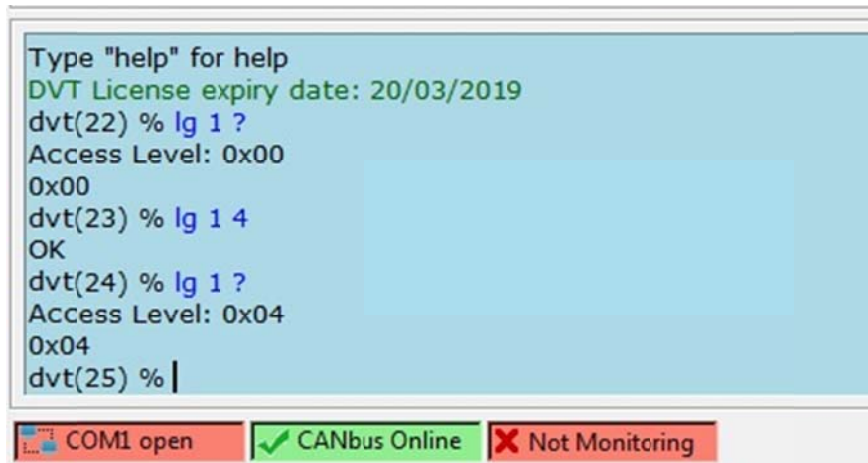 Type "help" for help
DVT License expiry date: 20/03/2019
dvt(22) % lg 1 ?
Access Level: 0x00
0x00
dvt(23) % lg 1 4
OK
dvt(24) % lg 1 ?
Access Level: 0x04
0x04
dvt(25) %
COM1 open CANbus Online Not Monitoring